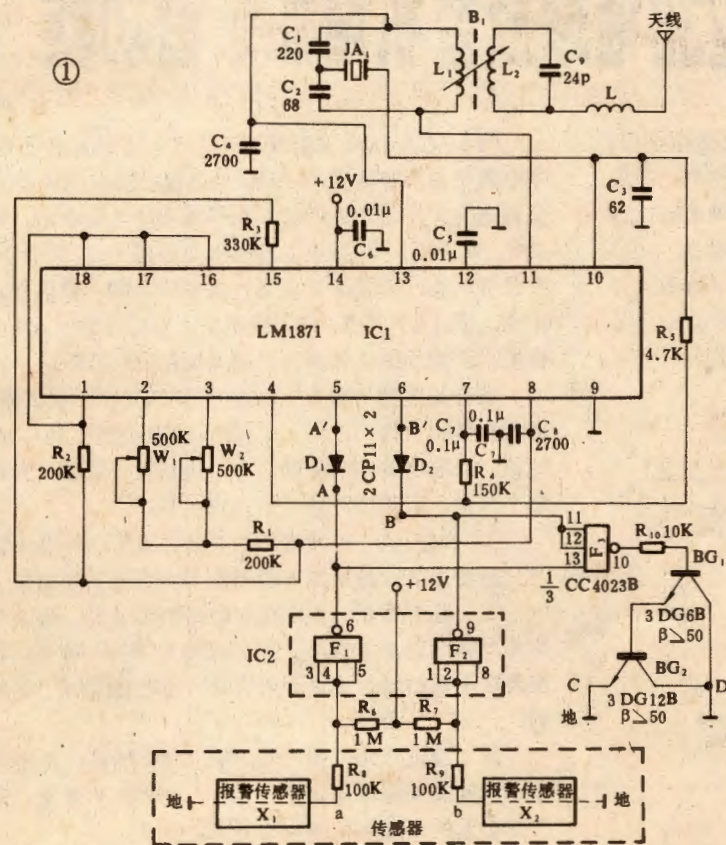 ①
B₁
天线
C₁
220
JA
C₂
68
L₁
L₂
C₉
24p
L
C₄
2700
+12V
0.01μ
C₆
R₃
330K
C₅
0.01μ
C₃
62
18 17 16 15 14 13 12 11 10
LM1871 IC1
R₅
4.7K
1 2 3 4 5 6 7 8 9
R₂
200K
500K
W₁
W₂
500K
A'
D₁
A
2CP11×2
B'
D₂
B
C₇
0.1μ
0.1μ
C₇
C₈
2700
R₄
150K
R₁
200K
+12V
11
12
13
F₃
10
R₁₀ 10K
BG₁
1/3 CC4023B
3DG6B
β≥50
BG₂
C
D
地
3DG12B
β≥50
IC2
6
F₁
3 4 5
9
F₂
1 2 8
R₆
1M
R₇
1M
R₈
100K
R₉
100K
地
报警传感器
X₁
a
b
报警传感器
X₂
地
传感器